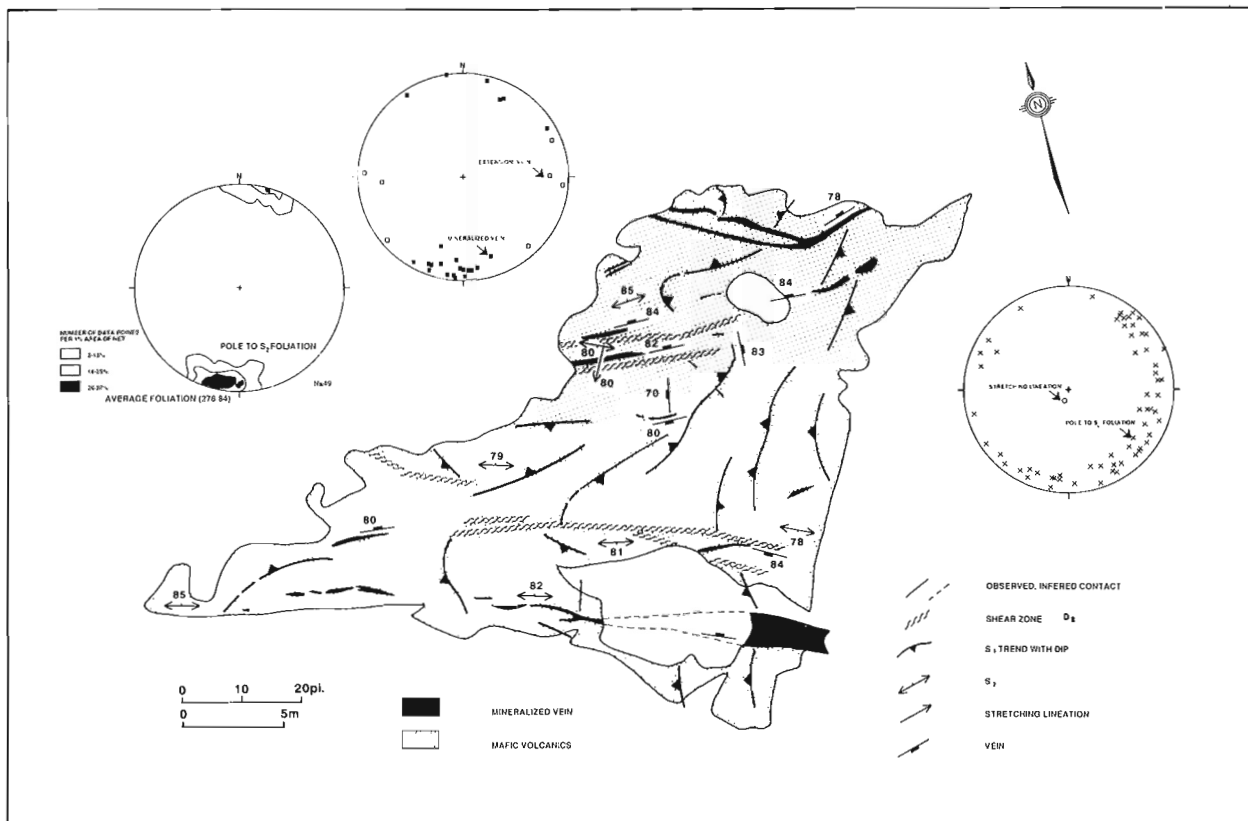 N
EXTENSION VEIN
MINERALIZED VEIN
N
NUMBER OF DATA POINTS
PER 1% AREA OF NET
POLE TO S2 FOLIATION
N=49
AVERAGE FOLIATION (276 84)
N
N
STRETCHING LINEATION
POLE TO S, FOLIATION
78
84
85
84
82
80
83
80
70
80
79
80
81
78
84
82
85
0 10 20pi.
0 5m
MINERALIZED VEIN
MAFIC VOLCANICS
OBSERVED, INFERED CONTACT
SHEAR ZONE D2
S1 TREND WITH DIP
S2
STRETCHING LINEATION
VEIN